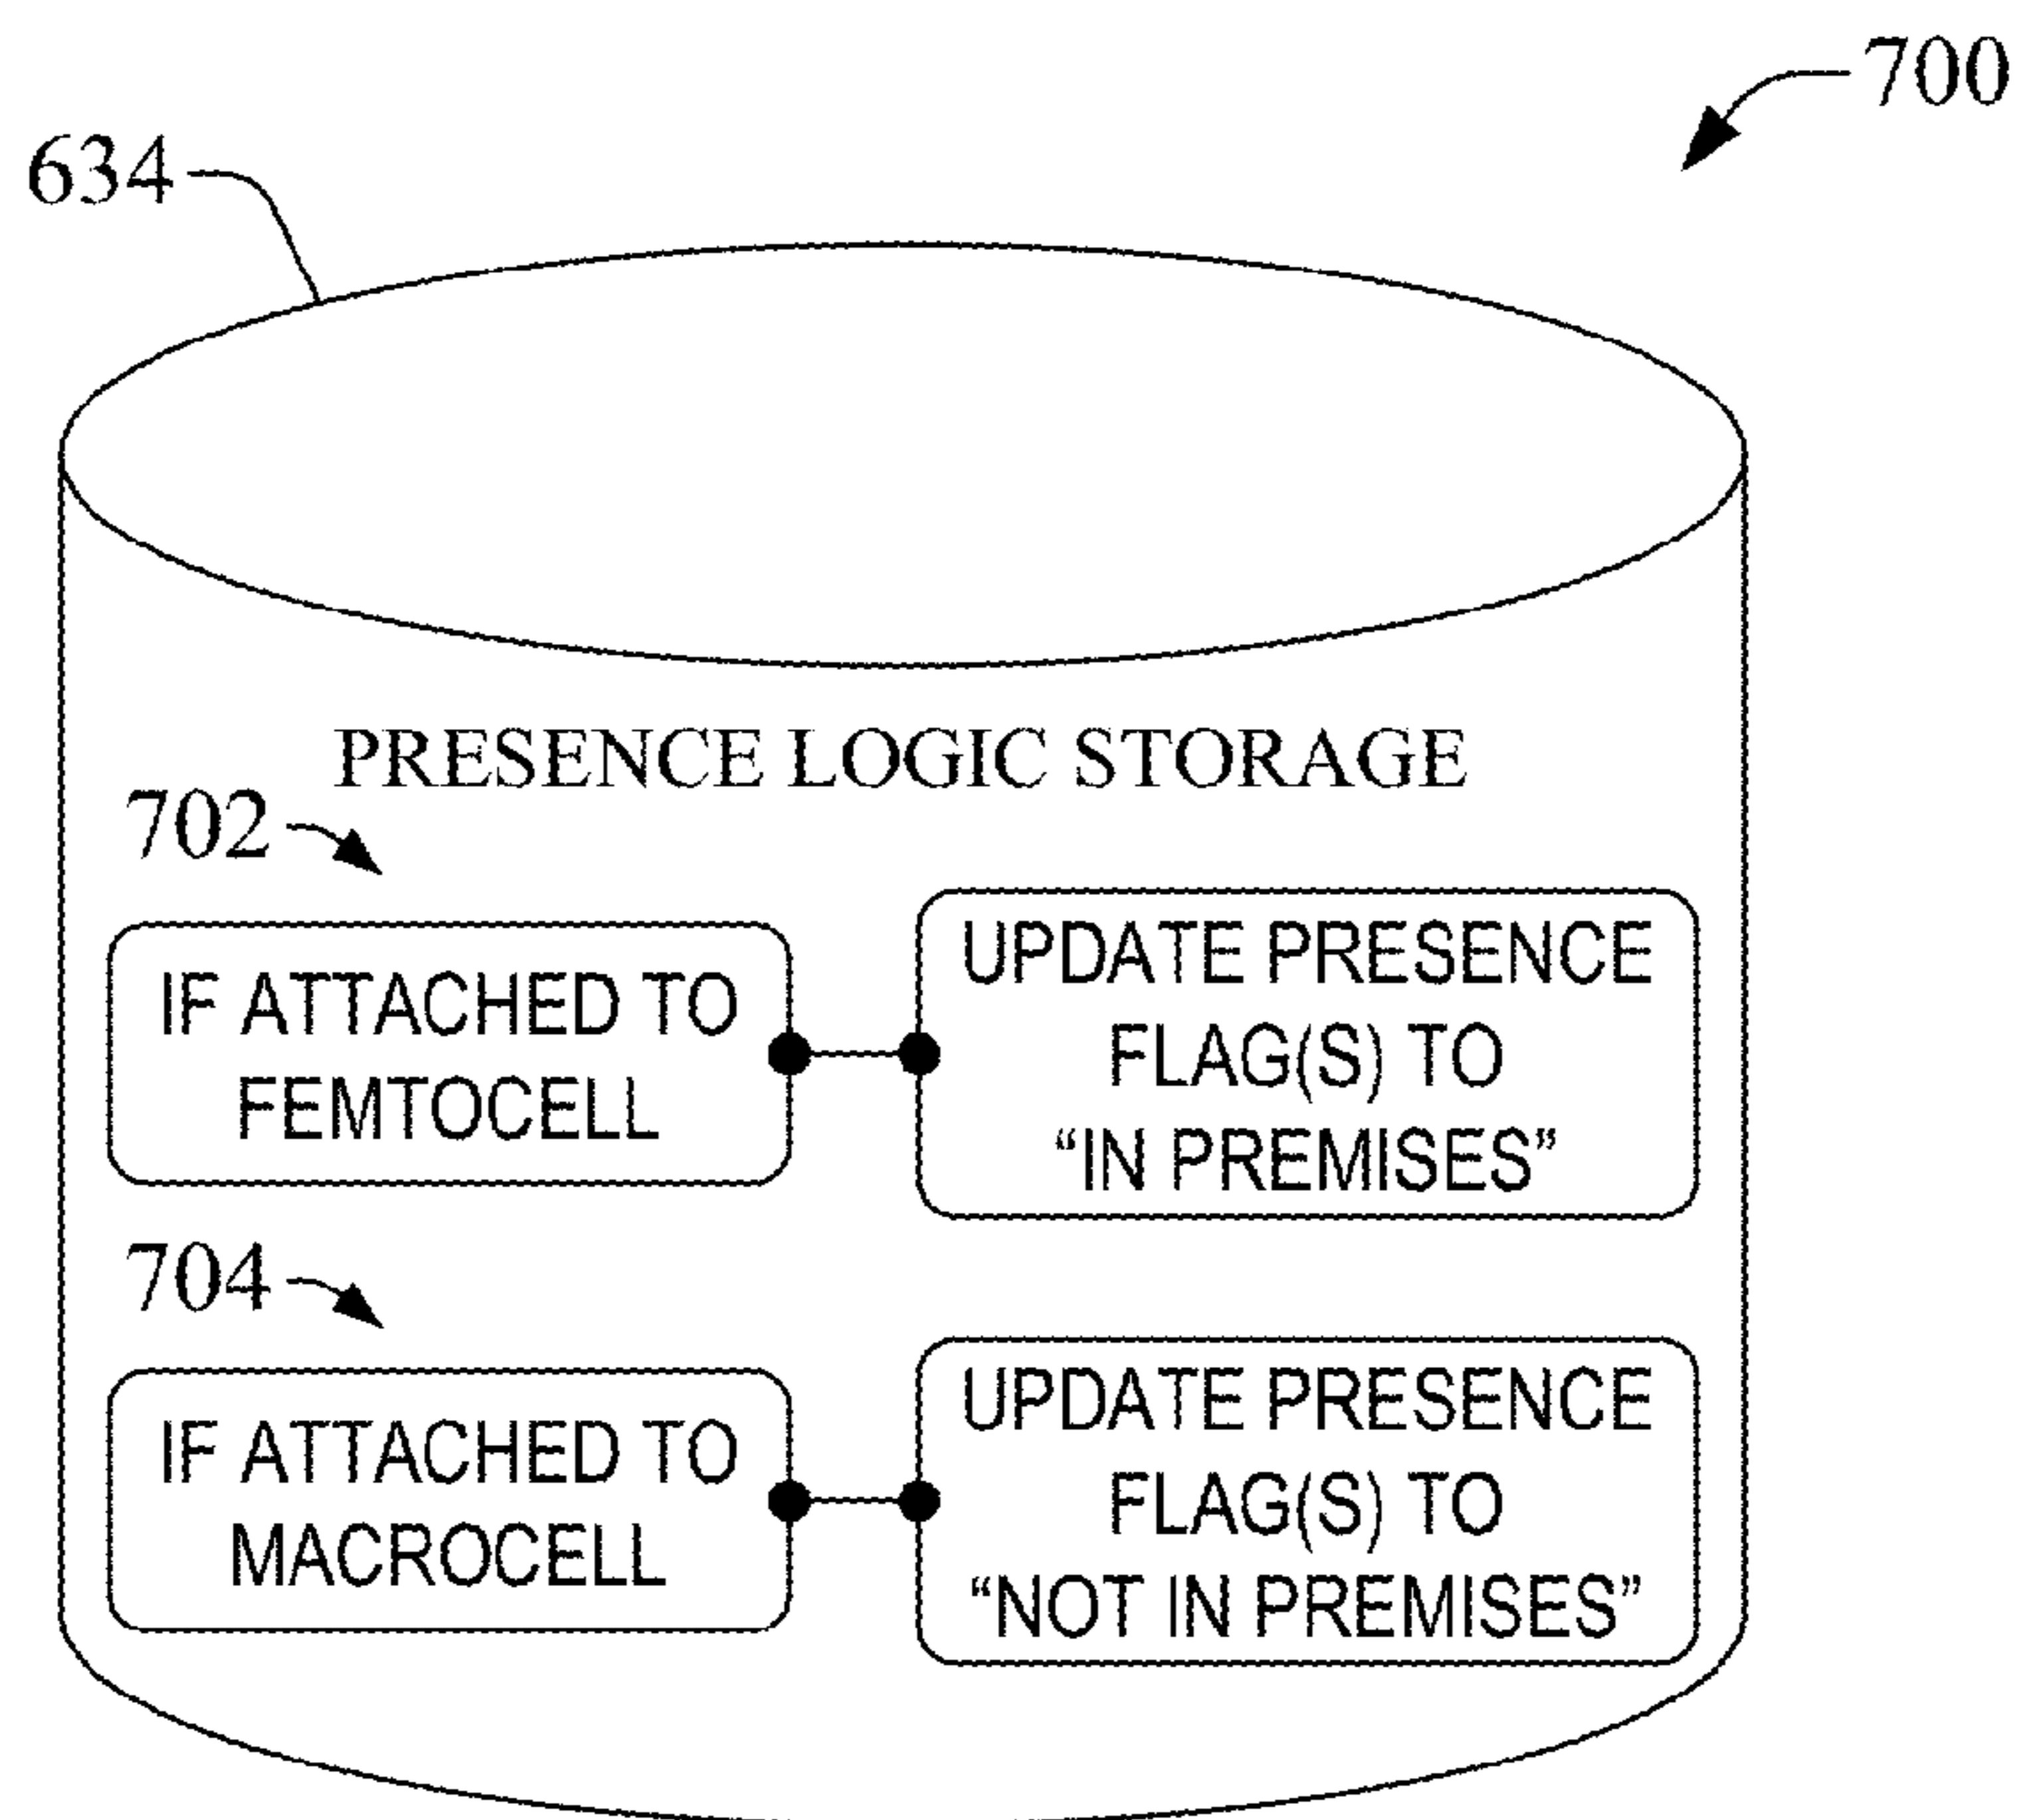 700
634
PRESENCE LOGIC STORAGE
702
IF ATTACHED TO
FEMTOCELL
UPDATE PRESENCE
FLAG(S) TO
“IN PREMISES”
704
IF ATTACHED TO
MACROCELL
UPDATE PRESENCE
FLAG(S) TO
“NOT IN PREMISES”